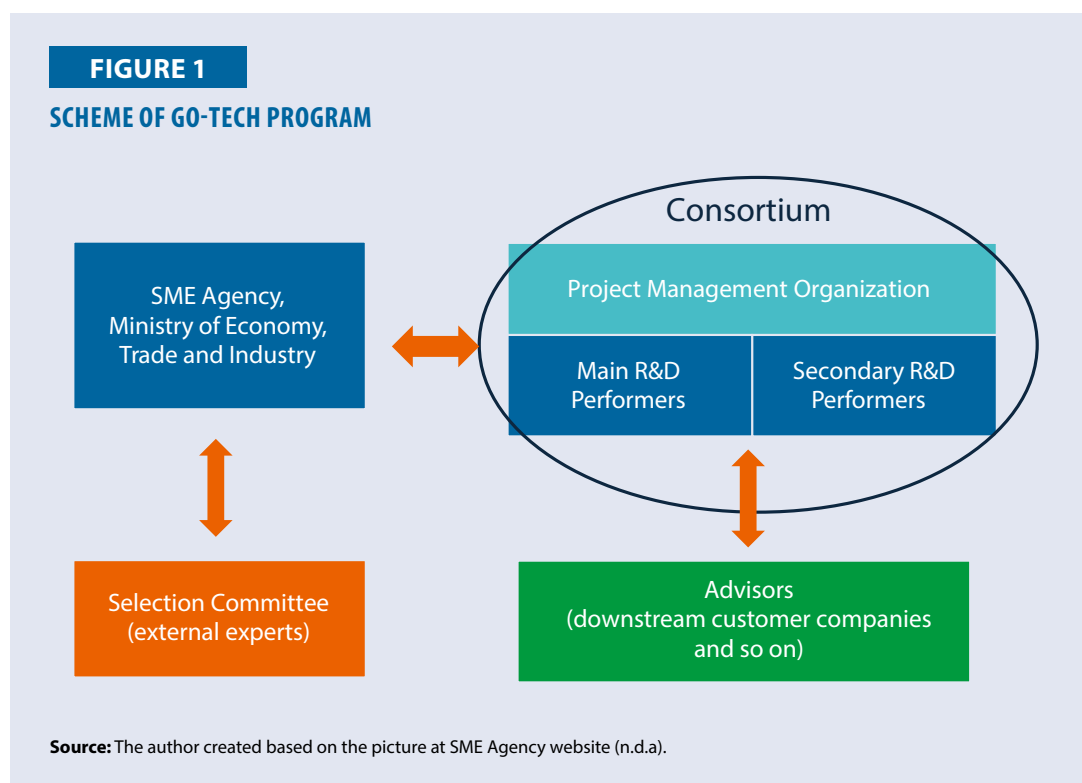 FIGURE 1
SCHEME OF GO-TECH PROGRAM
Consortium
SME Agency,
Ministry of Economy,
Trade and Industry
Project Management Organization
Main R&D
Performers
Secondary R&D
Performers
Selection Committee
(external experts)
Advisors
(downstream customer companies
and so on)
Source: The author created based on the picture at SME Agency website (n.d.a).